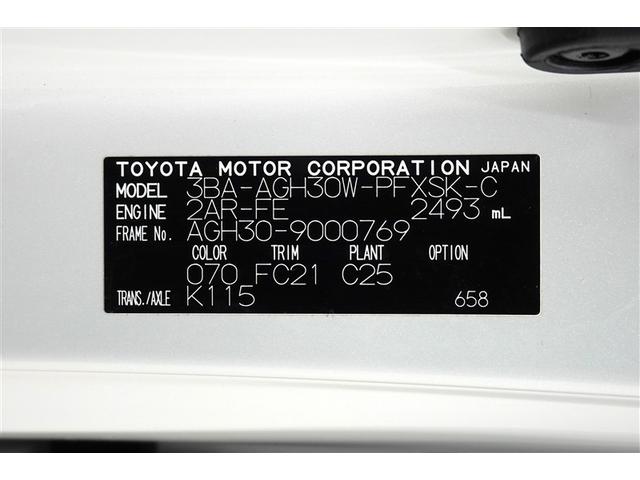 TOYOTA MOTOR CORPORATION JAPAN
MODEL 3BA-AGH30W-PFXSK-C
ENGINE 2AR-FE 2493 mL
FRAME No. AGH30-9000769
COLOR TRIM PLANT OPTION
070 FC21 C25
TRANS./AXLE K115 658